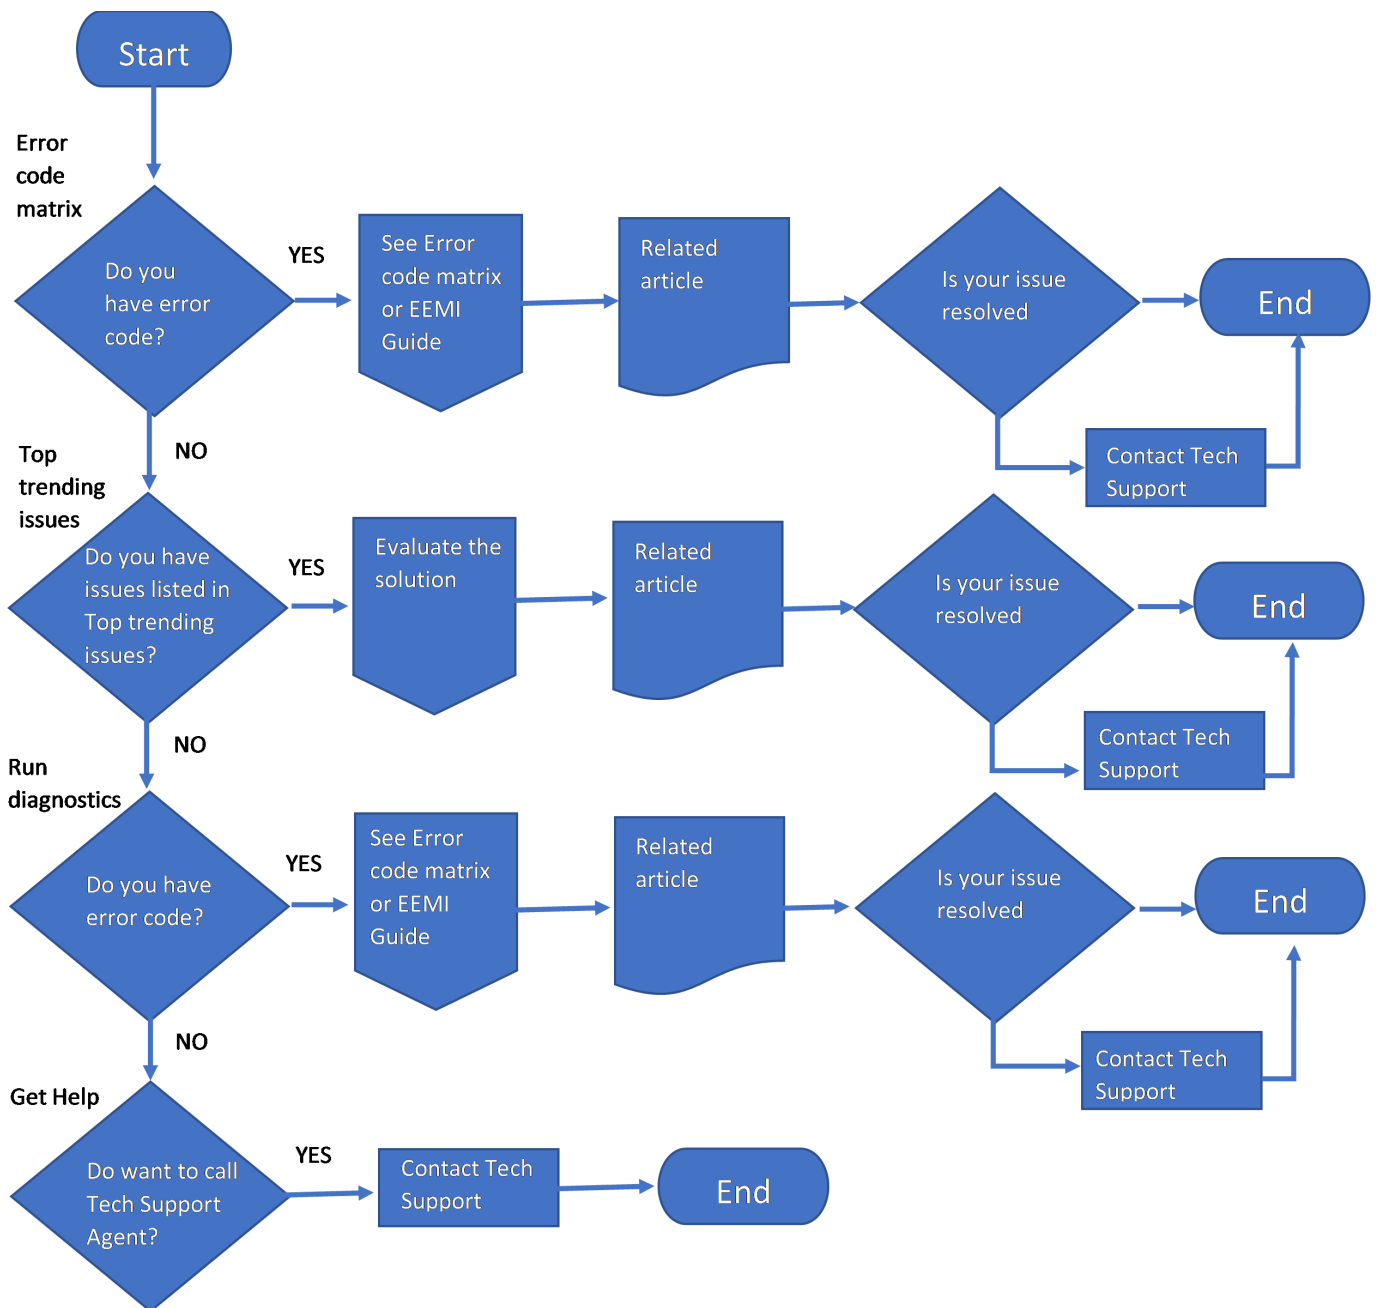 Start
Error
code
matrix
Do you
have error
code?
YES
See Error
code matrix
or EEMI
Guide
Related
article
Is your issue
resolved
End
Contact Tech
Support
NO
Top
trending
issues
Do you have
issues listed in
Top trending
issues?
YES
Evaluate the
solution
Related
article
Is your issue
resolved
End
Contact Tech
Support
NO
Run
diagnostics
Do you have
error code?
YES
See Error
code matrix
or EEMI
Guide
Related
article
Is your issue
resolved
End
Contact Tech
Support
NO
Get Help
Do want to call
Tech Support
Agent?
YES
Contact Tech
Support
End